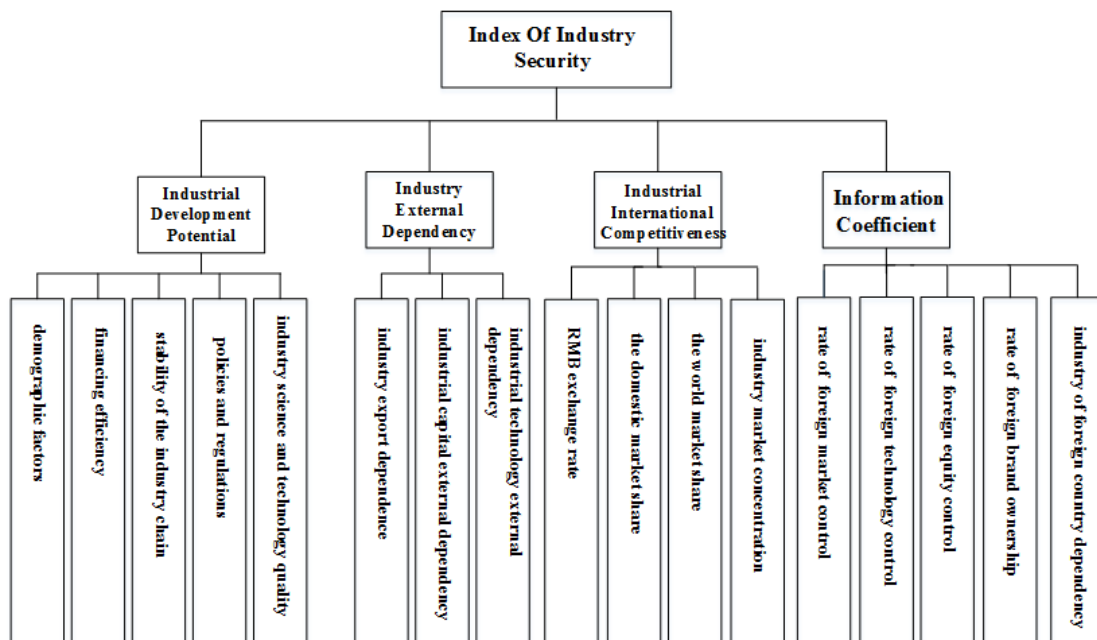 Index Of Industry
Security
Industrial
Development
Potential
Industry
External
Dependency
Industrial
International
Competitiveness
Information
Coefficient
demographic factors
financing efficiency
stability of the industry chain
policies and regulations
industry science and technology quality
industry export dependence
industrial capital external dependency
industrial technology external
dependency
RMB exchange rate
the domestic market share
the world market share
industry market concentration
rate of foreign market control
rate of foreign technology control
rate of foreign equity control
rate of foreign brand ownership
industry of foreign country dependency